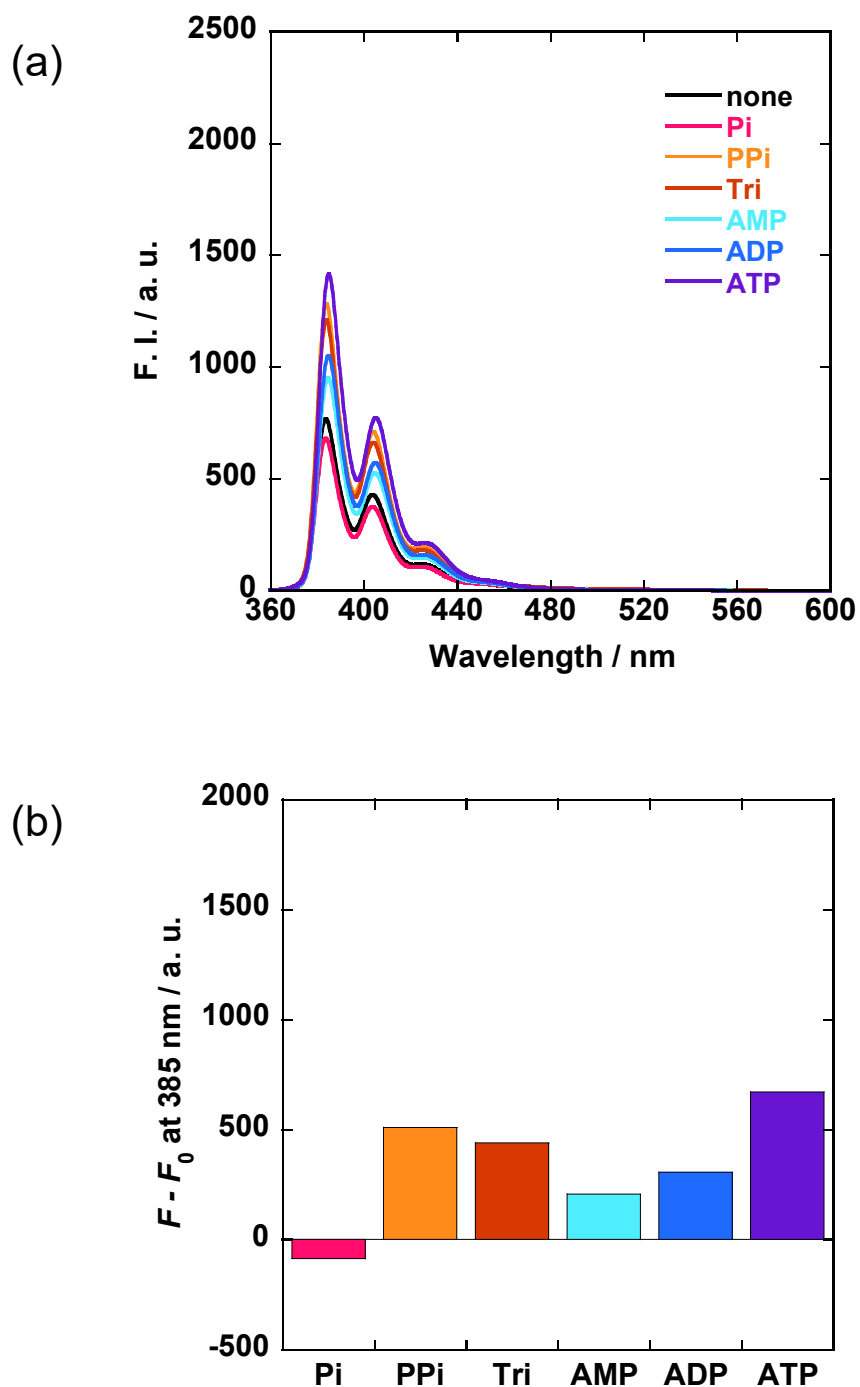 (a)
2500
2000
1500
1000
500
0
F. I. / a. u.
none
Pi
PPi
Tri
AMP
ADP
ATP
360 400 440 480 520 560 600
Wavelength / nm
(b)
2000
1500
1000
500
0
-500
F - F0 at 385 nm / a. u.
Pi PPi Tri AMP ADP ATP